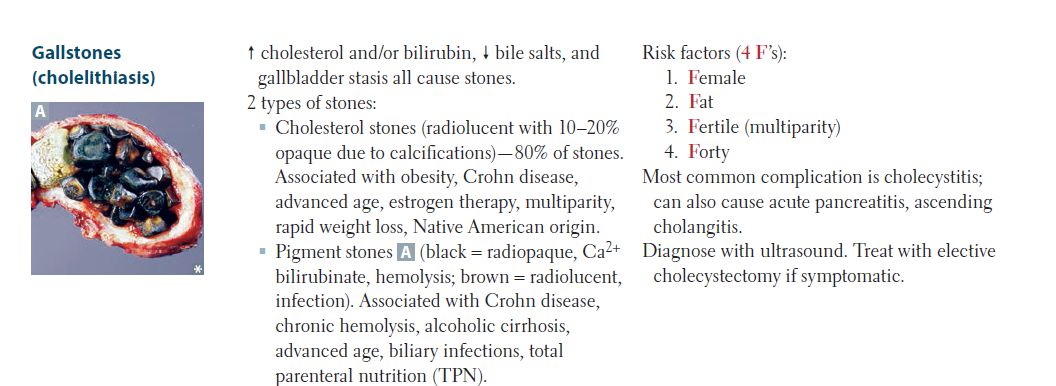 Gallstones
(cholelithiasis)
A
*
↑ cholesterol and/or bilirubin, ↓ bile salts, and
gallbladder stasis all cause stones.
2 types of stones:
▪ Cholesterol stones (radiolucent with 10–20%
opaque due to calcifications)—80% of stones.
Associated with obesity, Crohn disease,
advanced age, estrogen therapy, multiparity,
rapid weight loss, Native American origin.
▪ Pigment stones A (black = radiopaque, Ca²⁺
bilirubinate, hemolysis; brown = radiolucent,
infection). Associated with Crohn disease,
chronic hemolysis, alcoholic cirrhosis,
advanced age, biliary infections, total
parenteral nutrition (TPN).
Risk factors (4 F's):
1. Female
2. Fat
3. Fertile (multiparity)
4. Forty
Most common complication is cholecystitis;
can also cause acute pancreatitis, ascending
cholangitis.
Diagnose with ultrasound. Treat with elective
cholecystectomy if symptomatic.